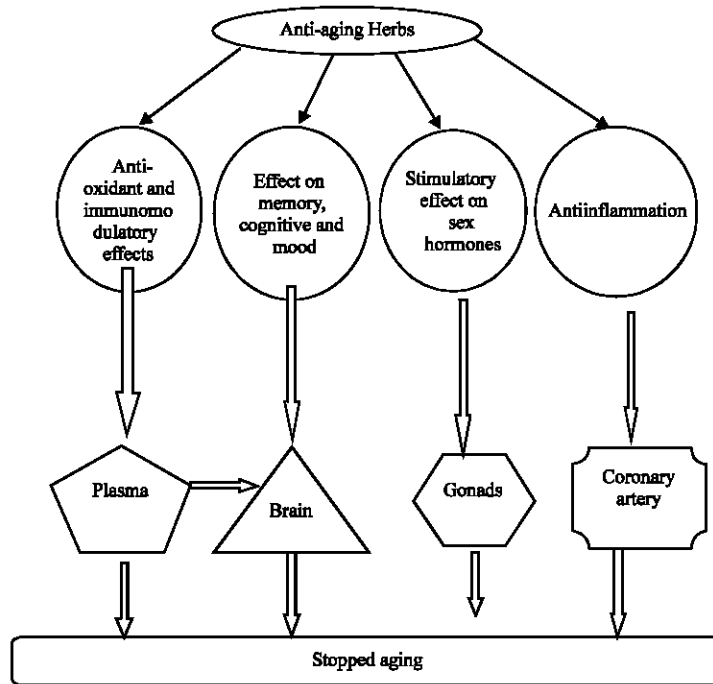 Anti-aging Herbs
Anti-
oxidant and
immunomo
dulatory
effects
Effect on
memory,
cognitive and
mood
Stimulatory
effect on
sex
hormones
Antiinflammation
Plasma
Brain
Gonads
Coronary
artery
Stopped aging